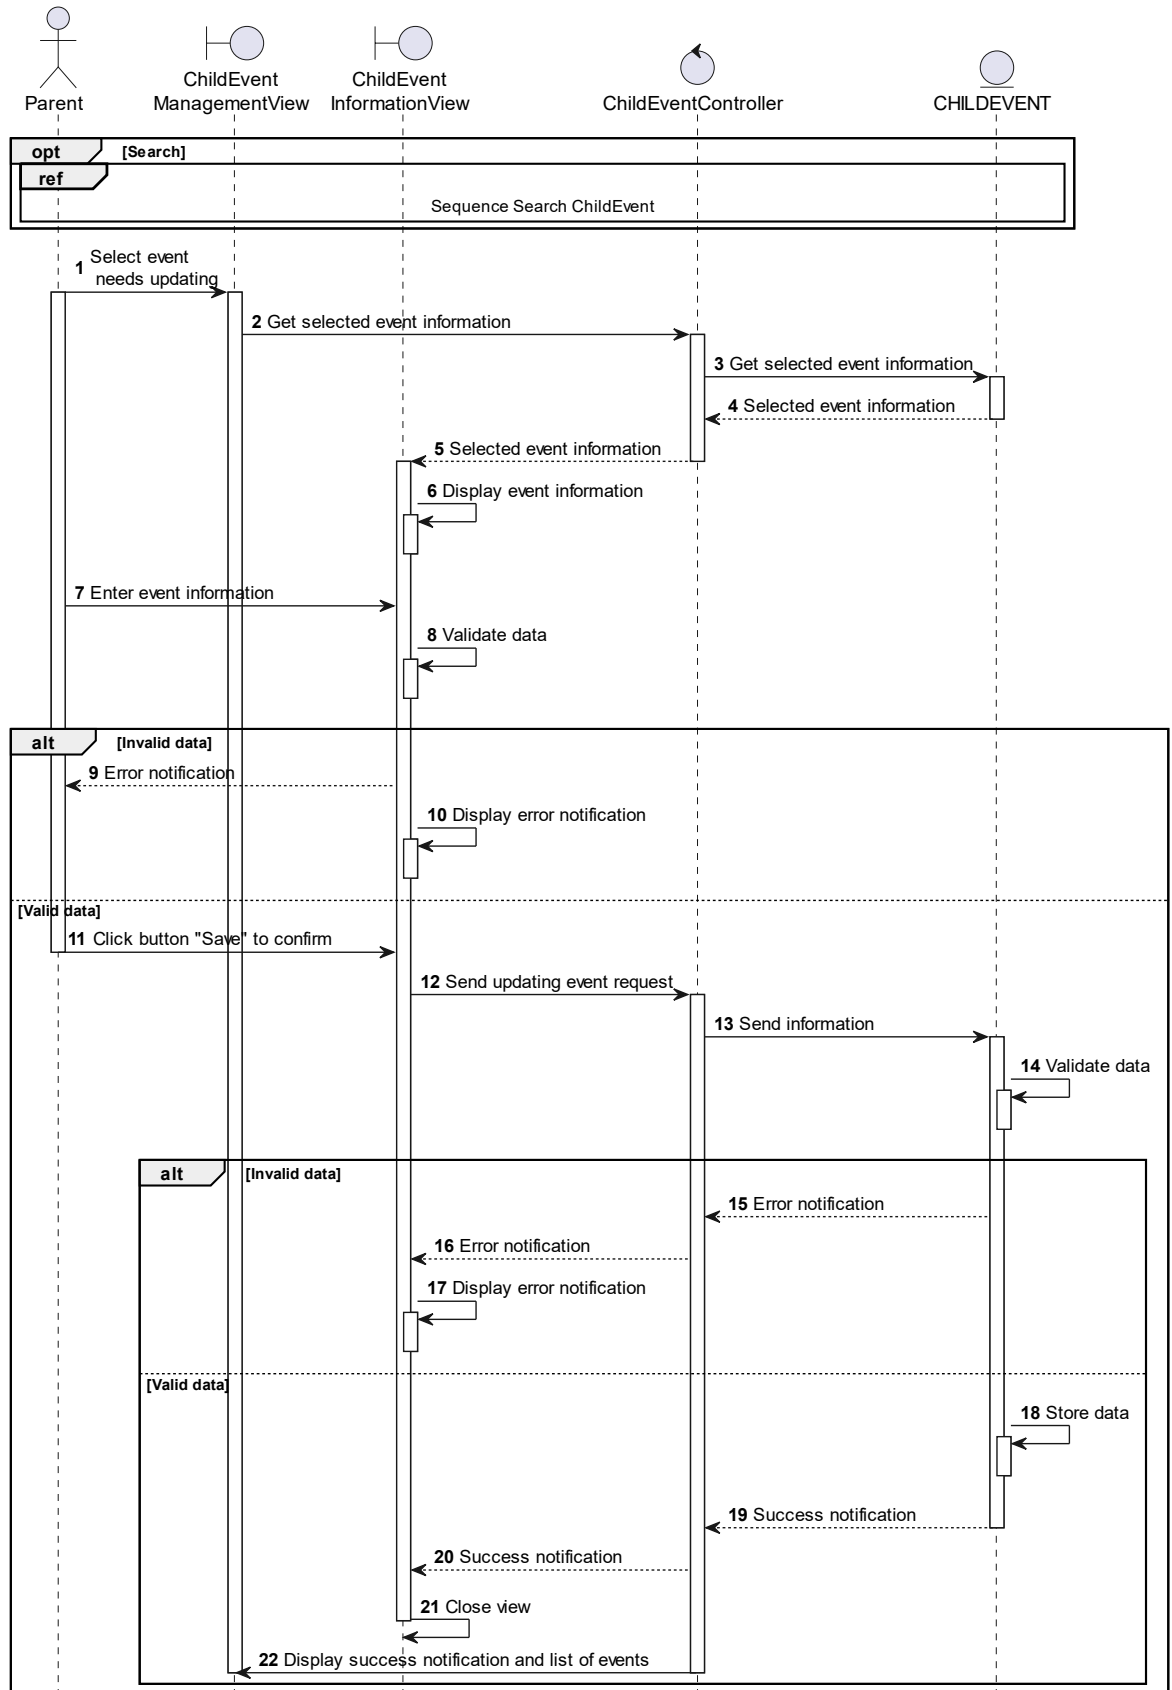 Parent
ChildEvent
ManagementView
ChildEvent
InformationView
ChildEventController
CHILDEVENT
opt
[Search]
ref
Sequence Search ChildEvent
1 Select event
needs updating
2 Get selected event information
3 Get selected event information
4 Selected event information
5 Selected event information
6 Display event information
7 Enter event information
8 Validate data
alt
[Invalid data]
9 Error notification
10 Display error notification
[Valid data]
11 Click button "Save" to confirm
12 Send updating event request
13 Send information
14 Validate data
alt
[Invalid data]
15 Error notification
16 Error notification
17 Display error notification
[Valid data]
18 Store data
19 Success notification
20 Success notification
21 Close view
22 Display success notification and list of events